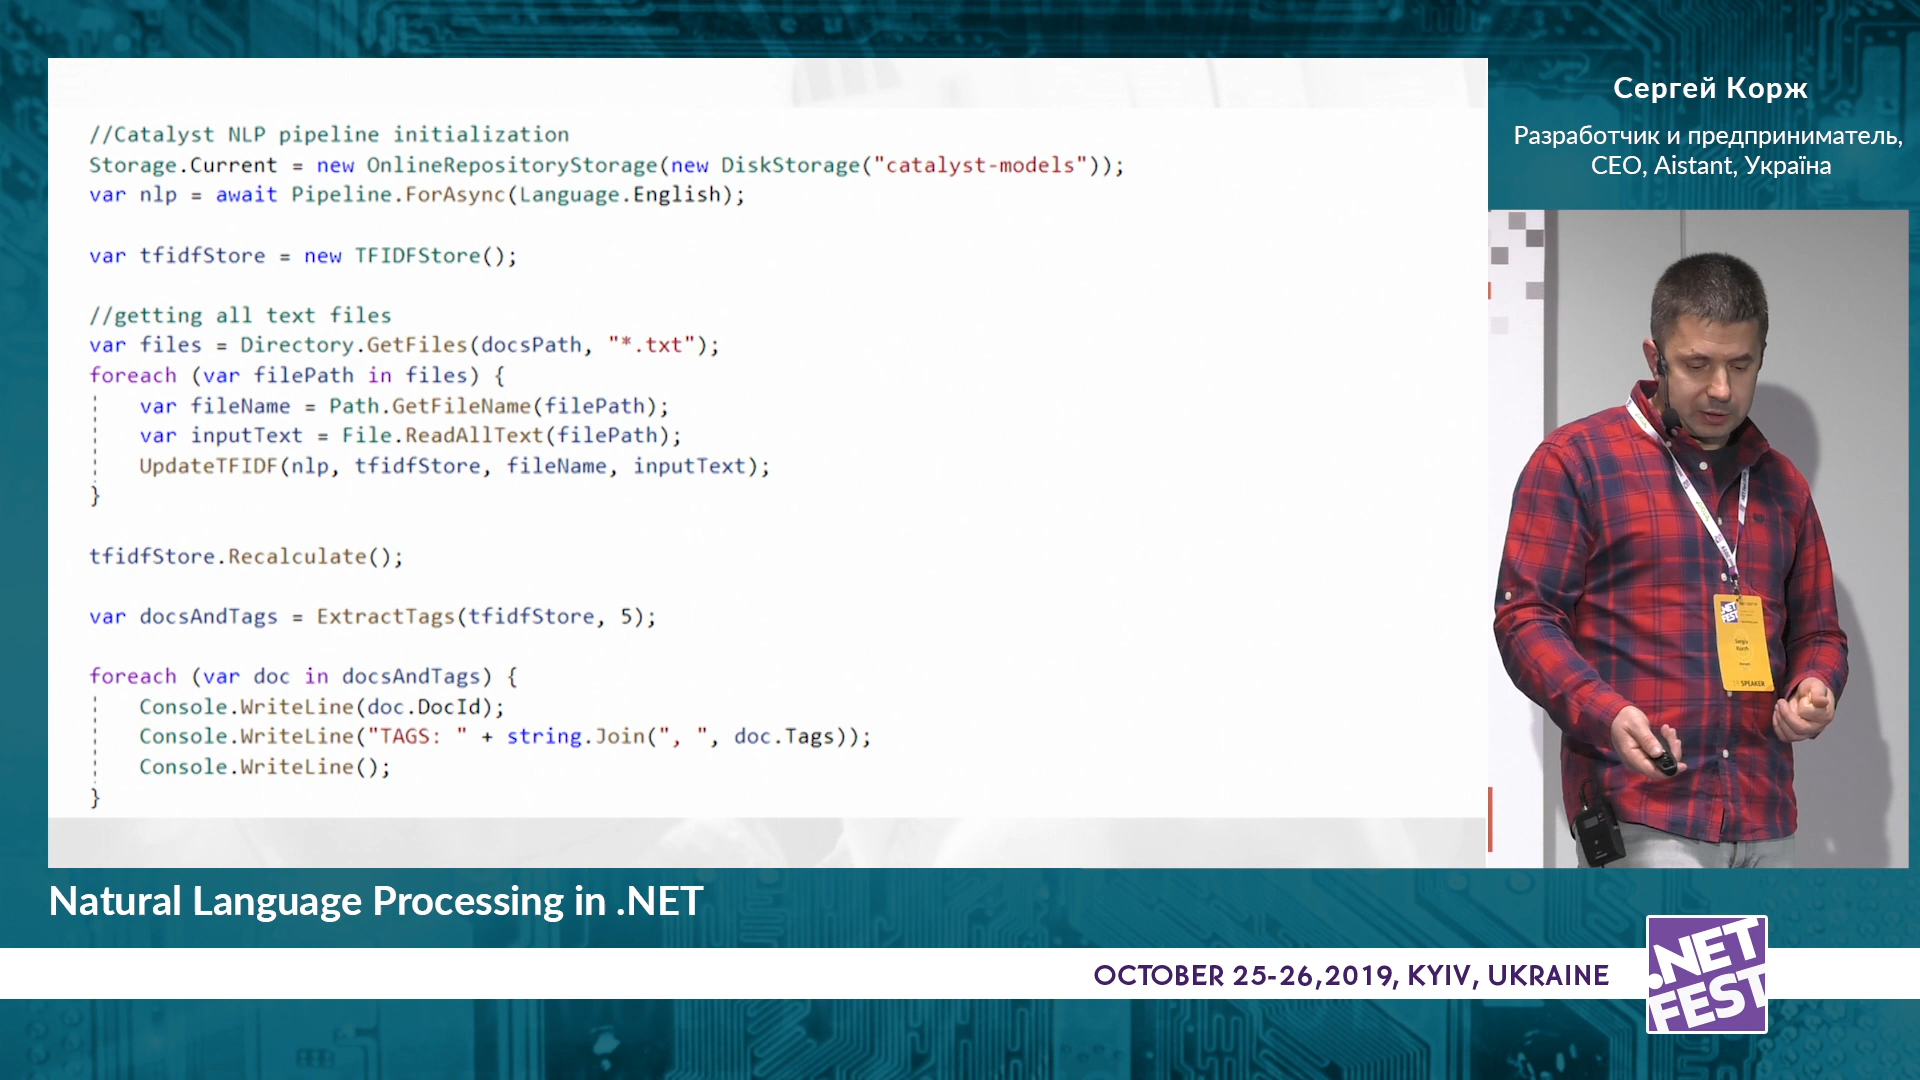 //Catalyst NLP pipeline initialization
Storage.Current = new OnlineRepositoryStorage(new DiskStorage("catalyst-models"));
var nlp = await Pipeline.ForAsync(Language.English);
var tfidfStore = new TFIDFStore();
//getting all text files
var files = Directory.GetFiles(docsPath, "*.txt");
foreach (var filePath in files) {
var fileName = Path.GetFileName(filePath);
var inputText = File.ReadAllText(filePath);
UpdateTFIDF(nlp, tfidfStore, fileName, inputText);
}
tfidfStore.Recalculate();
var docsAndTags = ExtractTags(tfidfStore, 5);
foreach (var doc in docsAndTags) {
Console.WriteLine(doc.DocId);
Console.WriteLine("TAGS: " + string.Join(", ", doc.Tags));
Console.WriteLine();
}
Сергей Корж
Разработчик и предприниматель,
CEO, Aistant, Україна
.NET
FEST
SPEAKER
Natural Language Processing in .NET
OCTOBER 25-26,2019, KYIV, UKRAINE
.NET
FEST